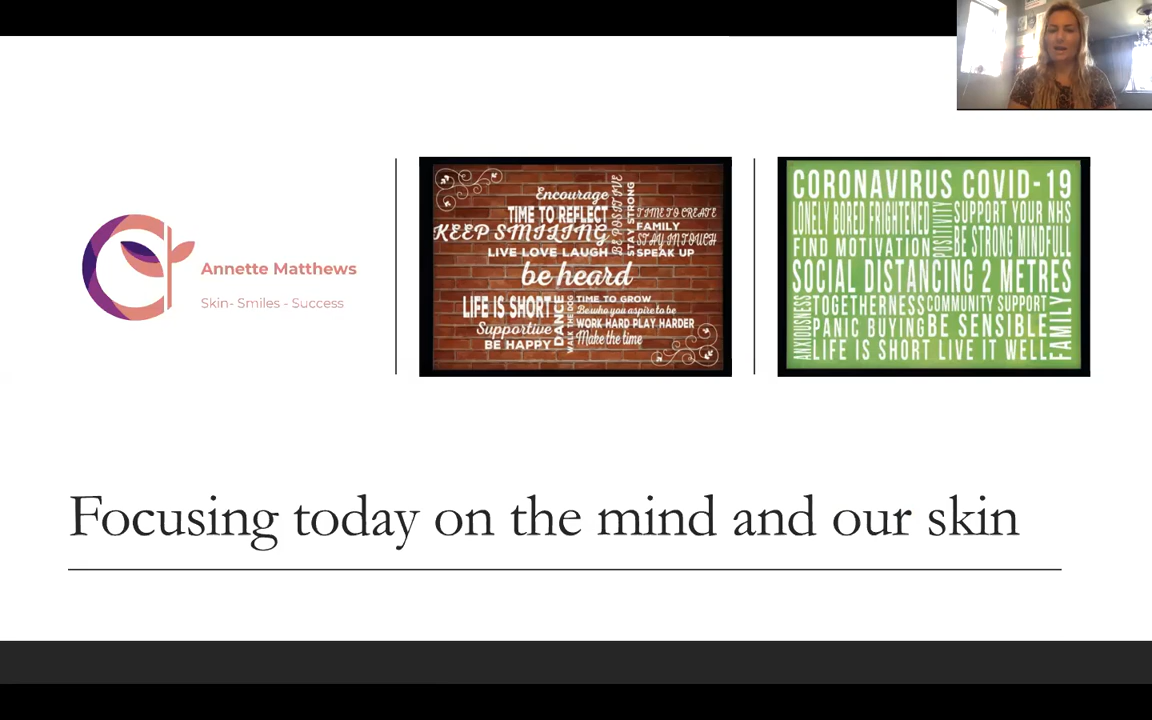 Annette Matthews
Skin- Smiles - Success
Encourage
TIME TO REFLECT
KEEP SMILING
LIVE LOVE LAUGH
BE POSITIVE
STAY STRONG
TIME TO CREATE
FAMILY
STAY IN TOUCH
SPEAK UP
be heard
LIFE IS SHORT
Supportive
BE HAPPY
DANCE
WALK THE DOG
TIME TO GROW
Be who you aspire to be
WORK HARD PLAY HARDER
Make the time
CORONAVIRUS COVID-19
LONELY BORED FRIGHTENED
FIND MOTIVATION
POSITIVITY
SUPPORT YOUR NHS
BE STRONG MINDFULL
SOCIAL DISTANCING 2 METRES
ANXIOUSNESS
TOGETHERNESS COMMUNITY SUPPORT
PANIC BUYING BE SENSIBLE
LIFE IS SHORT LIVE IT WELL
FAMILY
Focusing today on the mind and our skin